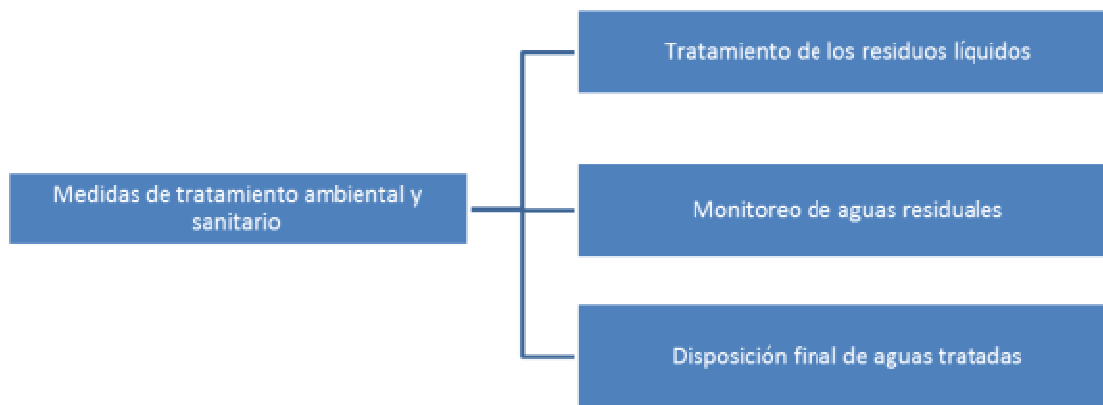 Tratamiento de los residuos líquidos
Medidas de tratamiento ambiental y
sanitario
Monitoreo de aguas residuales
Disposición final de aguas tratadas